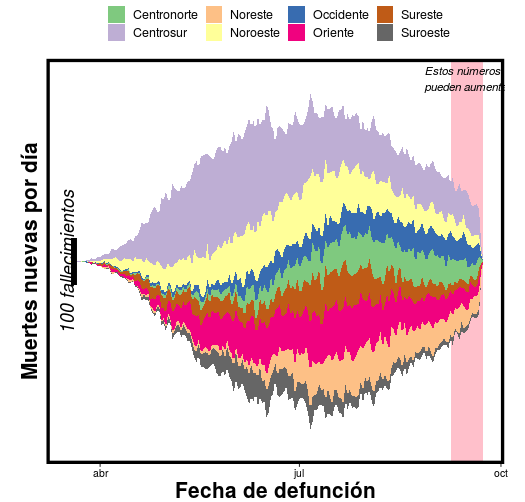 Centronorte Noreste Occidente Sureste
Centrosur Noroeste Oriente Suroeste
Estos números
pueden aument
Muertes nuevas por día
100 fallecimientos
abr jul oct
Fecha de defunción